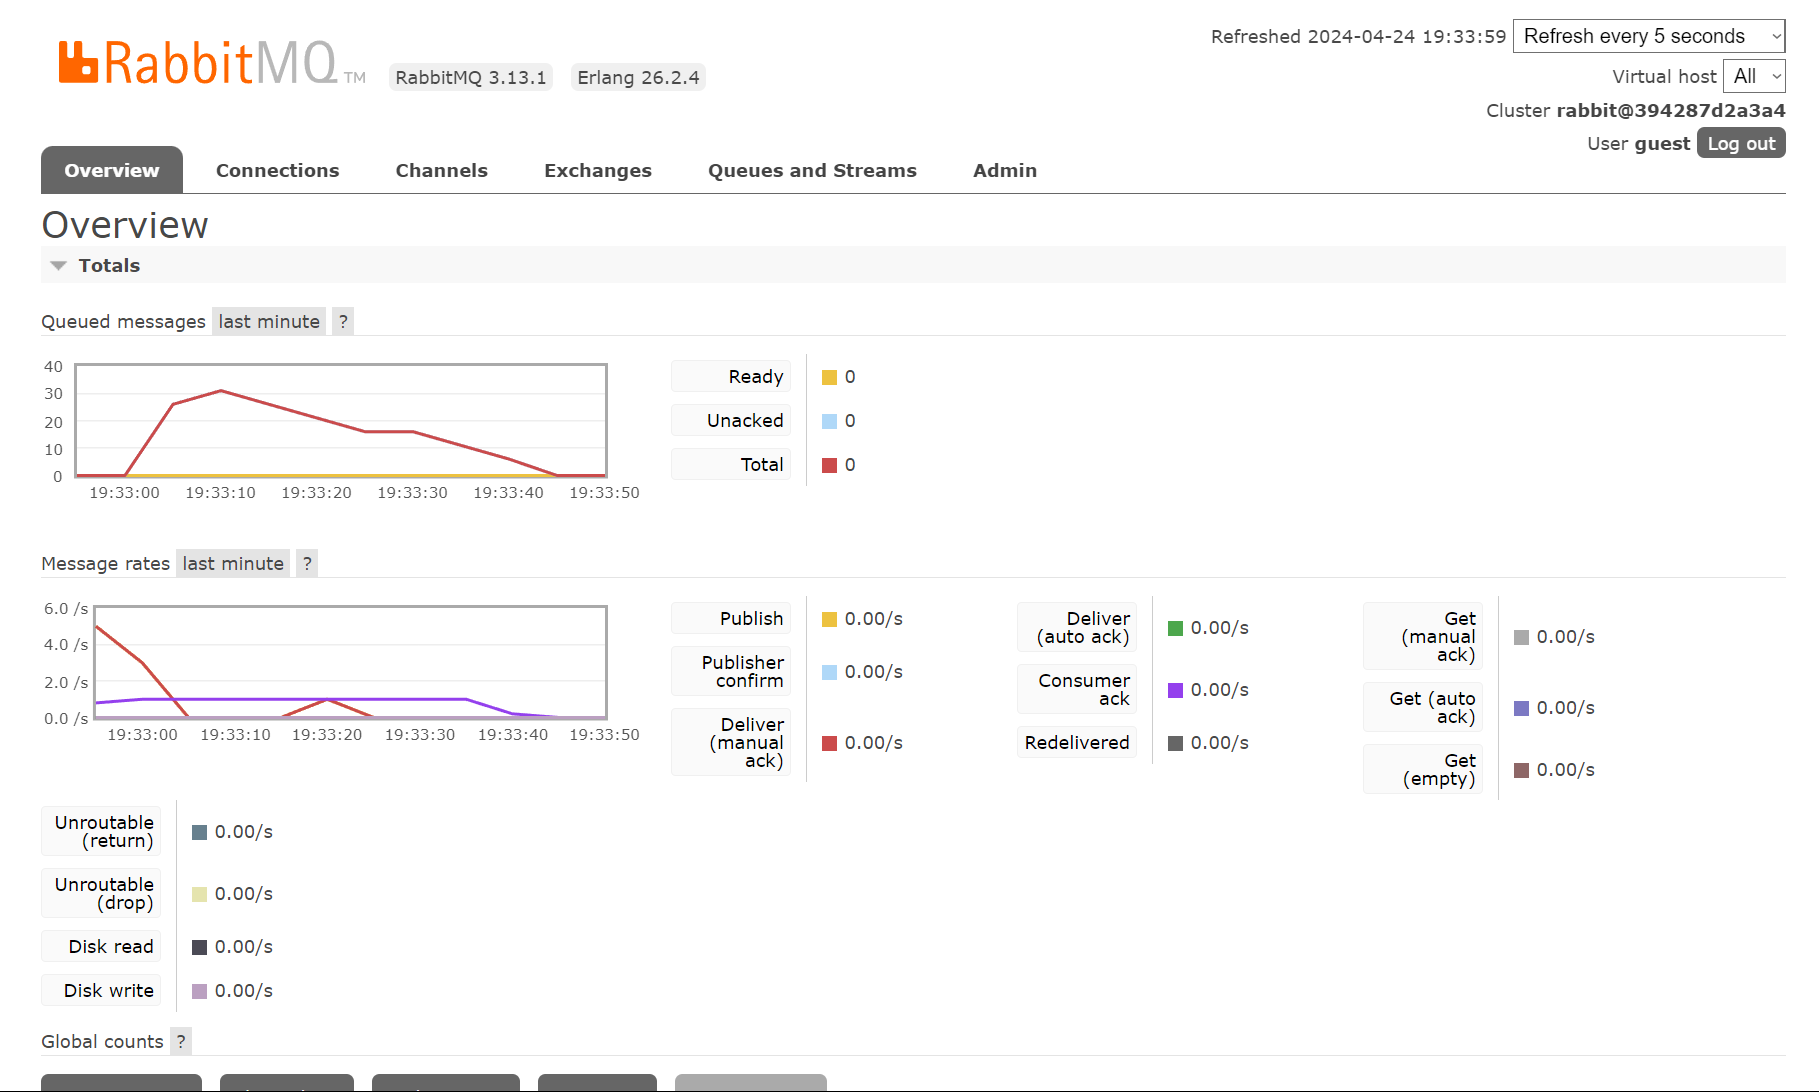 RabbitMQ TM
RabbitMQ 3.13.1 Erlang 26.2.4
Refreshed 2024-04-24 19:33:59 Refresh every 5 seconds
Virtual host All
Cluster rabbit@394287d2a3a4
User guest Log out
Overview Connections Channels Exchanges Queues and Streams Admin
Overview
Totals
Queued messages last minute ?
40
30
20
10
0
19:33:00 19:33:10 19:33:20 19:33:30 19:33:40 19:33:50
Ready 0
Unacked 0
Total 0
Message rates last minute ?
6.0 /s
4.0 /s
2.0 /s
0.0 /s
19:33:00 19:33:10 19:33:20 19:33:30 19:33:40 19:33:50
Publish 0.00/s
Publisher
confirm 0.00/s
Deliver
(manual
ack) 0.00/s
Deliver
(auto ack) 0.00/s
Consumer
ack 0.00/s
Redelivered 0.00/s
Get
(manual
ack) 0.00/s
Get (auto
ack) 0.00/s
Get
(empty) 0.00/s
Unroutable
(return) 0.00/s
Unroutable
(drop) 0.00/s
Disk read 0.00/s
Disk write 0.00/s
Global counts ?